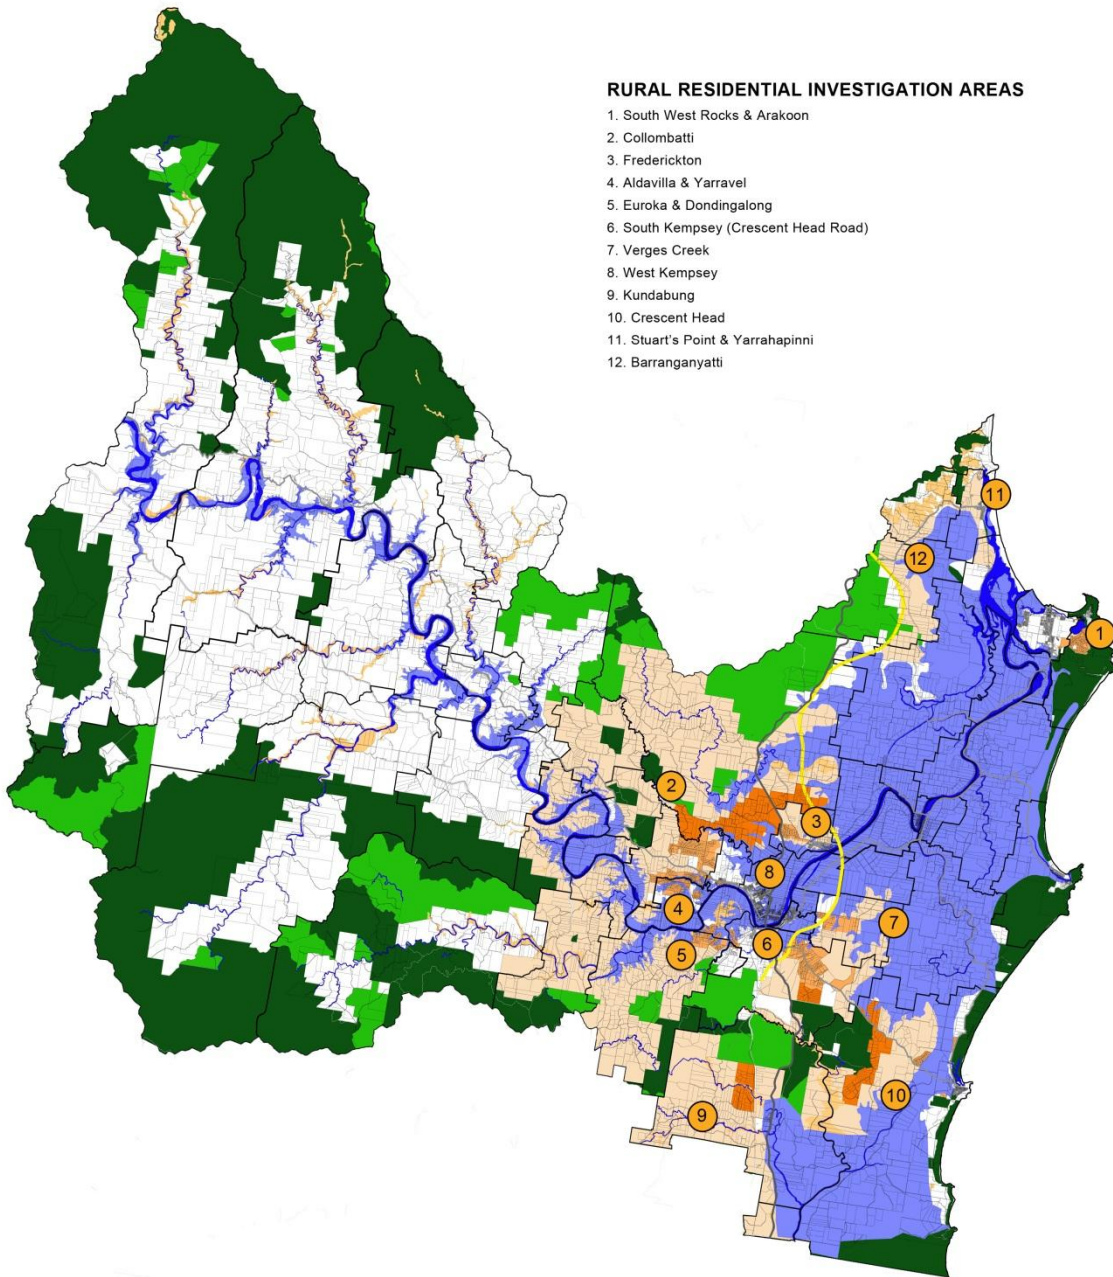 RURAL RESIDENTIAL INVESTIGATION AREAS
1. South West Rocks & Arakoon
2. Collombatti
3. Frederickton
4. Aldavilla & Yarravel
5. Euroka & Dondingalong
6. South Kempsey (Crescent Head Road)
7. Verges Creek
8. West Kempsey
9. Kundabung
10. Crescent Head
11. Stuart's Point & Yarrahapinni
12. Barranganyatti
11
12
1
2
3
8
4
7
6
5
10
9